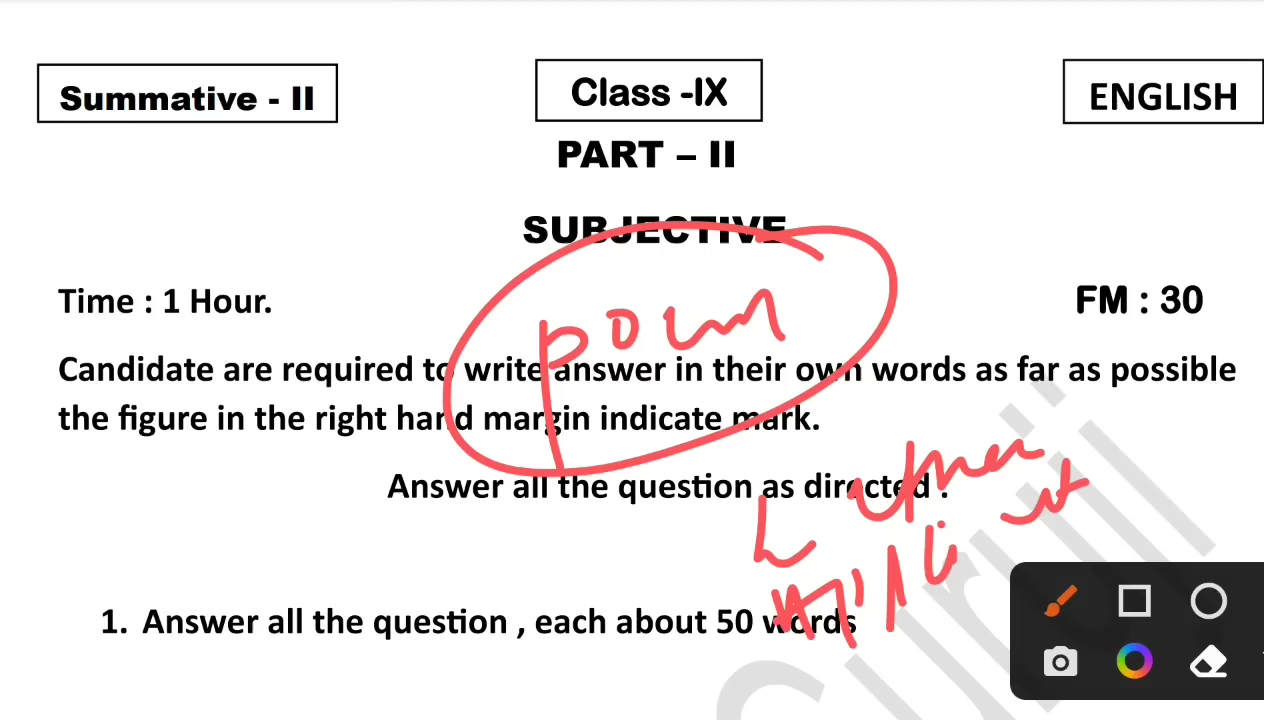 Summative - II
Class -IX
ENGLISH
PART – II
SUBJECTIVE
Time : 1 Hour.
FM : 30
poem
Candidate are required to write answer in their own words as far as possible
the figure in the right hand margin indicate mark.
Answer all the question as directed .
1. Answer all the question , each about 50 words